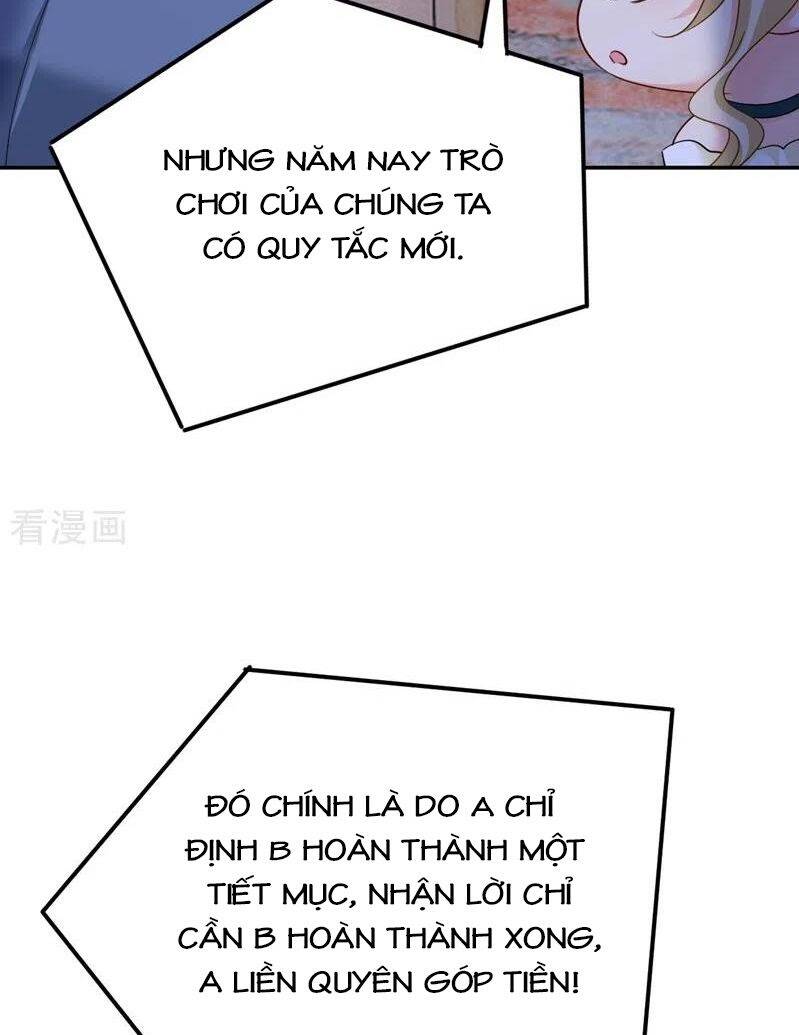 NHƯNG NĂM NAY TRÒ
CHƠI CỦA CHÚNG TA
CÓ QUY TẮC MỚI.
看漫画
ĐÓ CHÍNH LÀ DO A CHỈ
ĐỊNH B HOÀN THÀNH MỘT
TIẾT MỤC, NHẬN LỜI CHỈ
CẦN B HOÀN THÀNH XONG,
A LIỀN QUYÊN GÓP TIỀN!